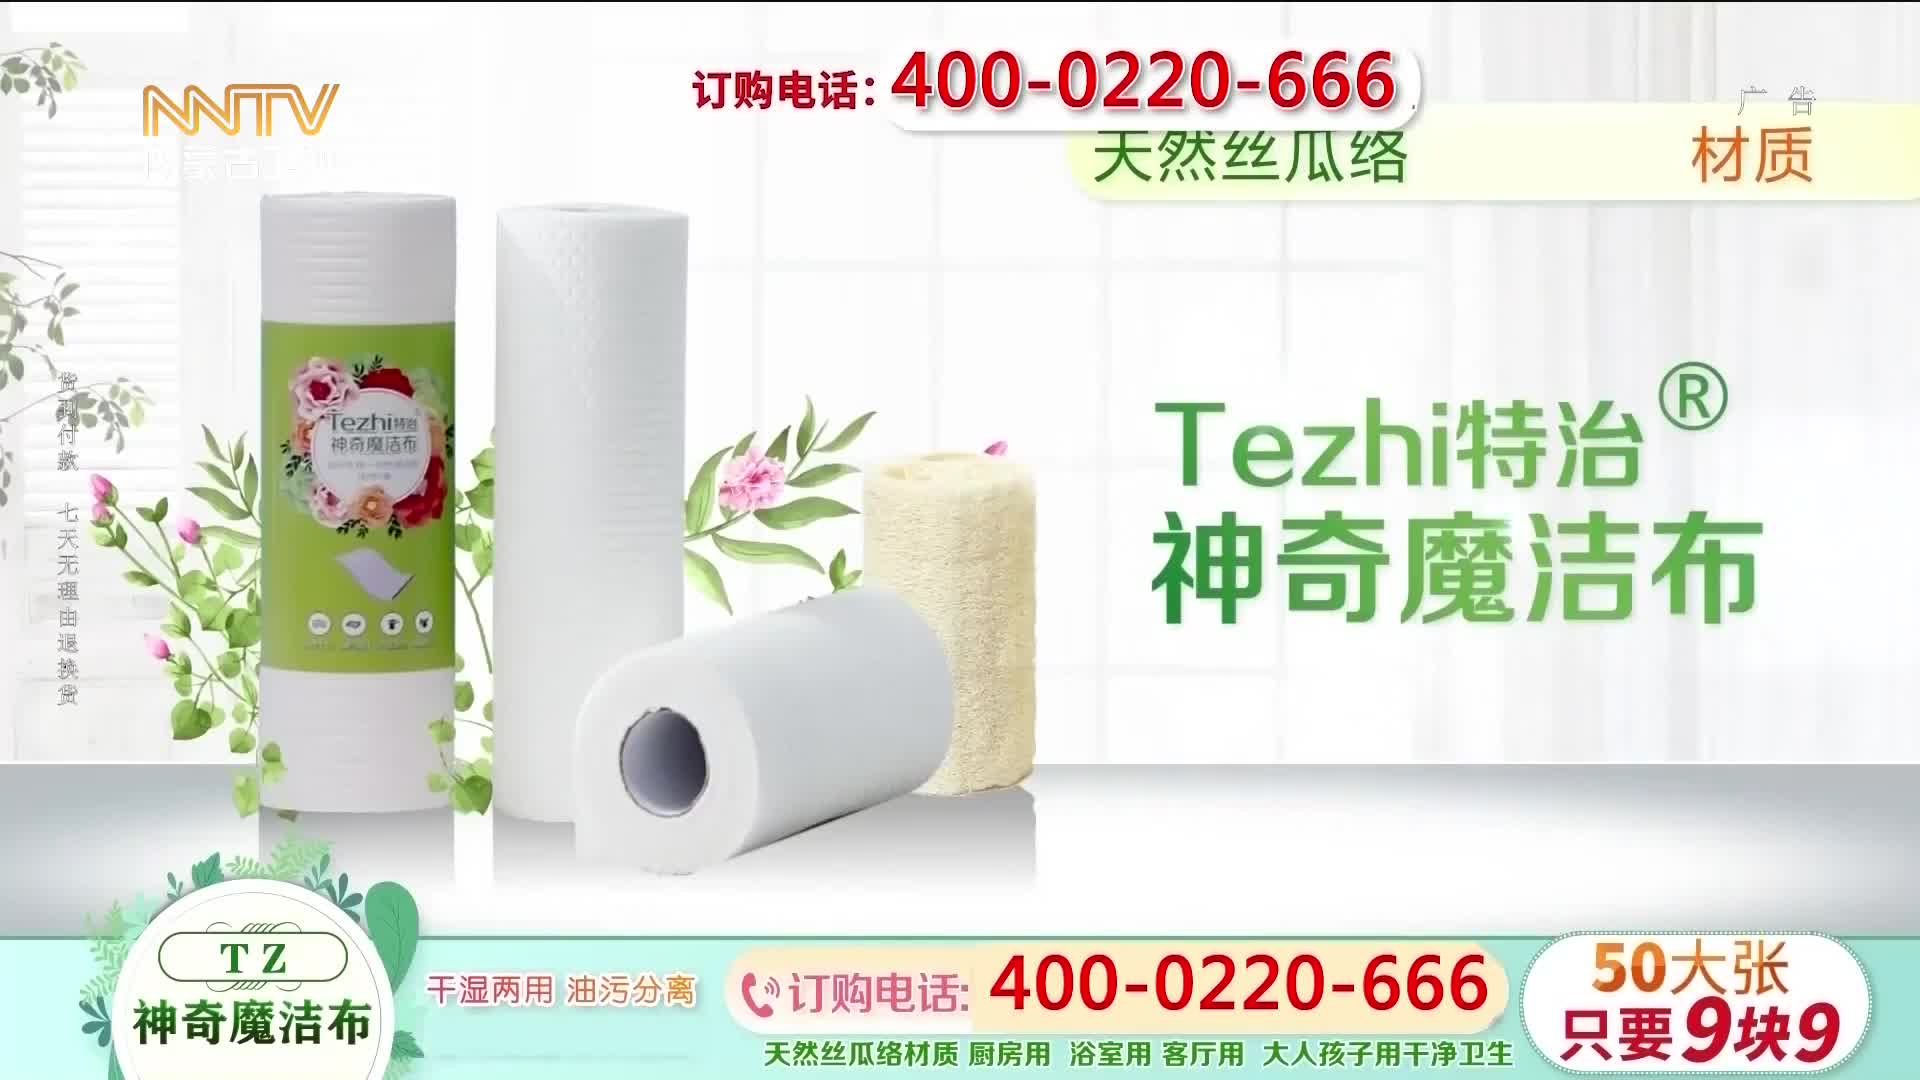 NNTV
内蒙古卫视
订购电话：400-0220-666
广告
天然丝瓜络 材质
货到付款 七天无理由退换货
Tezhi特治
神奇魔洁布
Tezhi特治®
神奇魔洁布
TZ
神奇魔洁布
干湿两用 油污分离
订购电话: 400-0220-666
天然丝瓜络材质 厨房用 浴室用 客厅用 大人孩子用干净卫生
50大张
只要9块9